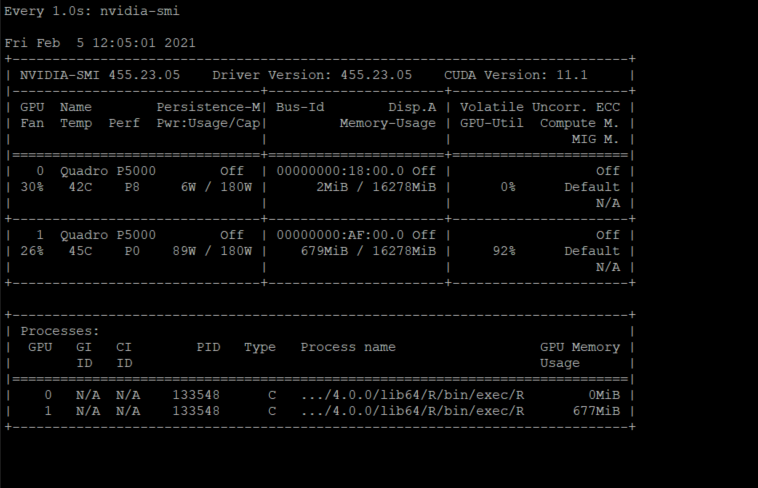 Every 1.0s: nvidia-smi
Fri Feb  5 12:05:01 2021
+-----------------------------------------------------------------------------+
| NVIDIA-SMI 455.23.05    Driver Version: 455.23.05    CUDA Version: 11.1     |
|-------------------------------+----------------------+----------------------+
| GPU  Name        Persistence-M| Bus-Id        Disp.A | Volatile Uncorr. ECC |
| Fan  Temp  Perf  Pwr:Usage/Cap|         Memory-Usage | GPU-Util  Compute M. |
|                               |                      |               MIG M. |
|===============================+======================+======================|
|   0  Quadro P5000        Off  | 00000000:18:00.0 Off |                  Off |
| 30%   42C    P8     6W / 180W |      2MiB / 16278MiB |      0%      Default |
|                               |                      |                  N/A |
+-------------------------------+----------------------+----------------------+
|   1  Quadro P5000        Off  | 00000000:AF:00.0 Off |                  Off |
| 26%   45C    P0    89W / 180W |    679MiB / 16278MiB |     92%      Default |
|                               |                      |                  N/A |
+-------------------------------+----------------------+----------------------+
+-----------------------------------------------------------------------------+
| Processes:                                                                  |
|  GPU   GI   CI        PID   Type   Process name                  GPU Memory |
|        ID   ID                                                   Usage      |
|=============================================================================|
|    0   N/A  N/A    133548      C   .../4.0.0/lib64/R/bin/exec/R        0MiB |
|    1   N/A  N/A    133548      C   .../4.0.0/lib64/R/bin/exec/R      677MiB |
+-----------------------------------------------------------------------------+